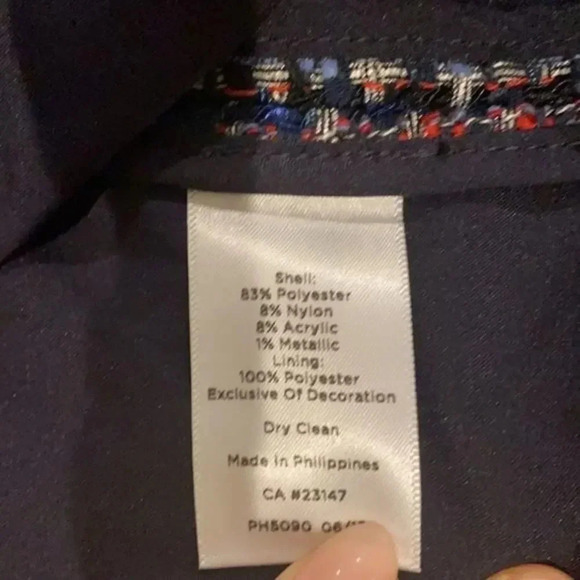 Shell:
83% Polyester
8% Nylon
8% Acrylic
1% Metallic
Lining:
100% Polyester
Exclusive Of Decoration
Dry Clean
Made in Philippines
CA #23147
PH5090